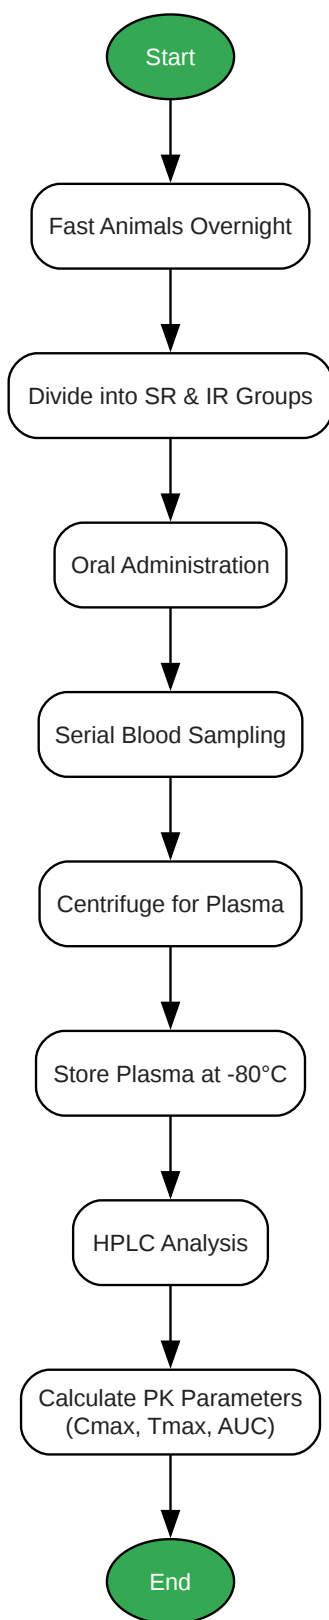 Start
Fast Animals Overnight
Divide into SR & IR Groups
Oral Administration
Serial Blood Sampling
Centrifuge for Plasma
Store Plasma at -80°C
HPLC Analysis
Calculate PK Parameters
(Cmax, Tmax, AUC)
End